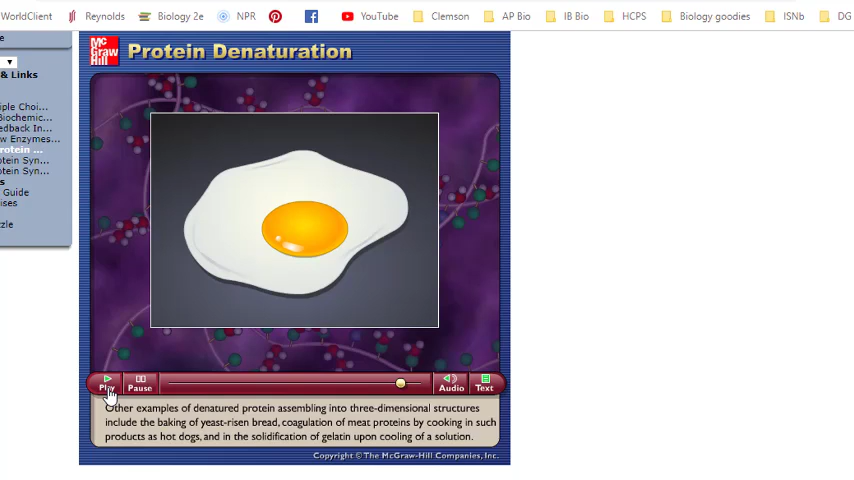 WorldClient Reynolds Biology 2e NPR YouTube Clemson AP Bio IB Bio HCPS Biology goodies ISNb DG
e
& Links
iple Choi...
Biochemic...
edback In...
w Enzymes...
rotein ...
otein Syn...
otein Syn...
s
Guide
ises
zzle
Mc
Graw
Hill
Protein Denaturation
Play Pause Audio Text
Other examples of denatured protein assembling into three-dimensional structures
include the baking of yeast-risen bread, coagulation of meat proteins by cooking in such
products as hot dogs, and in the solidification of gelatin upon cooling of a solution.
Copyright © The McGraw-Hill Companies, Inc.